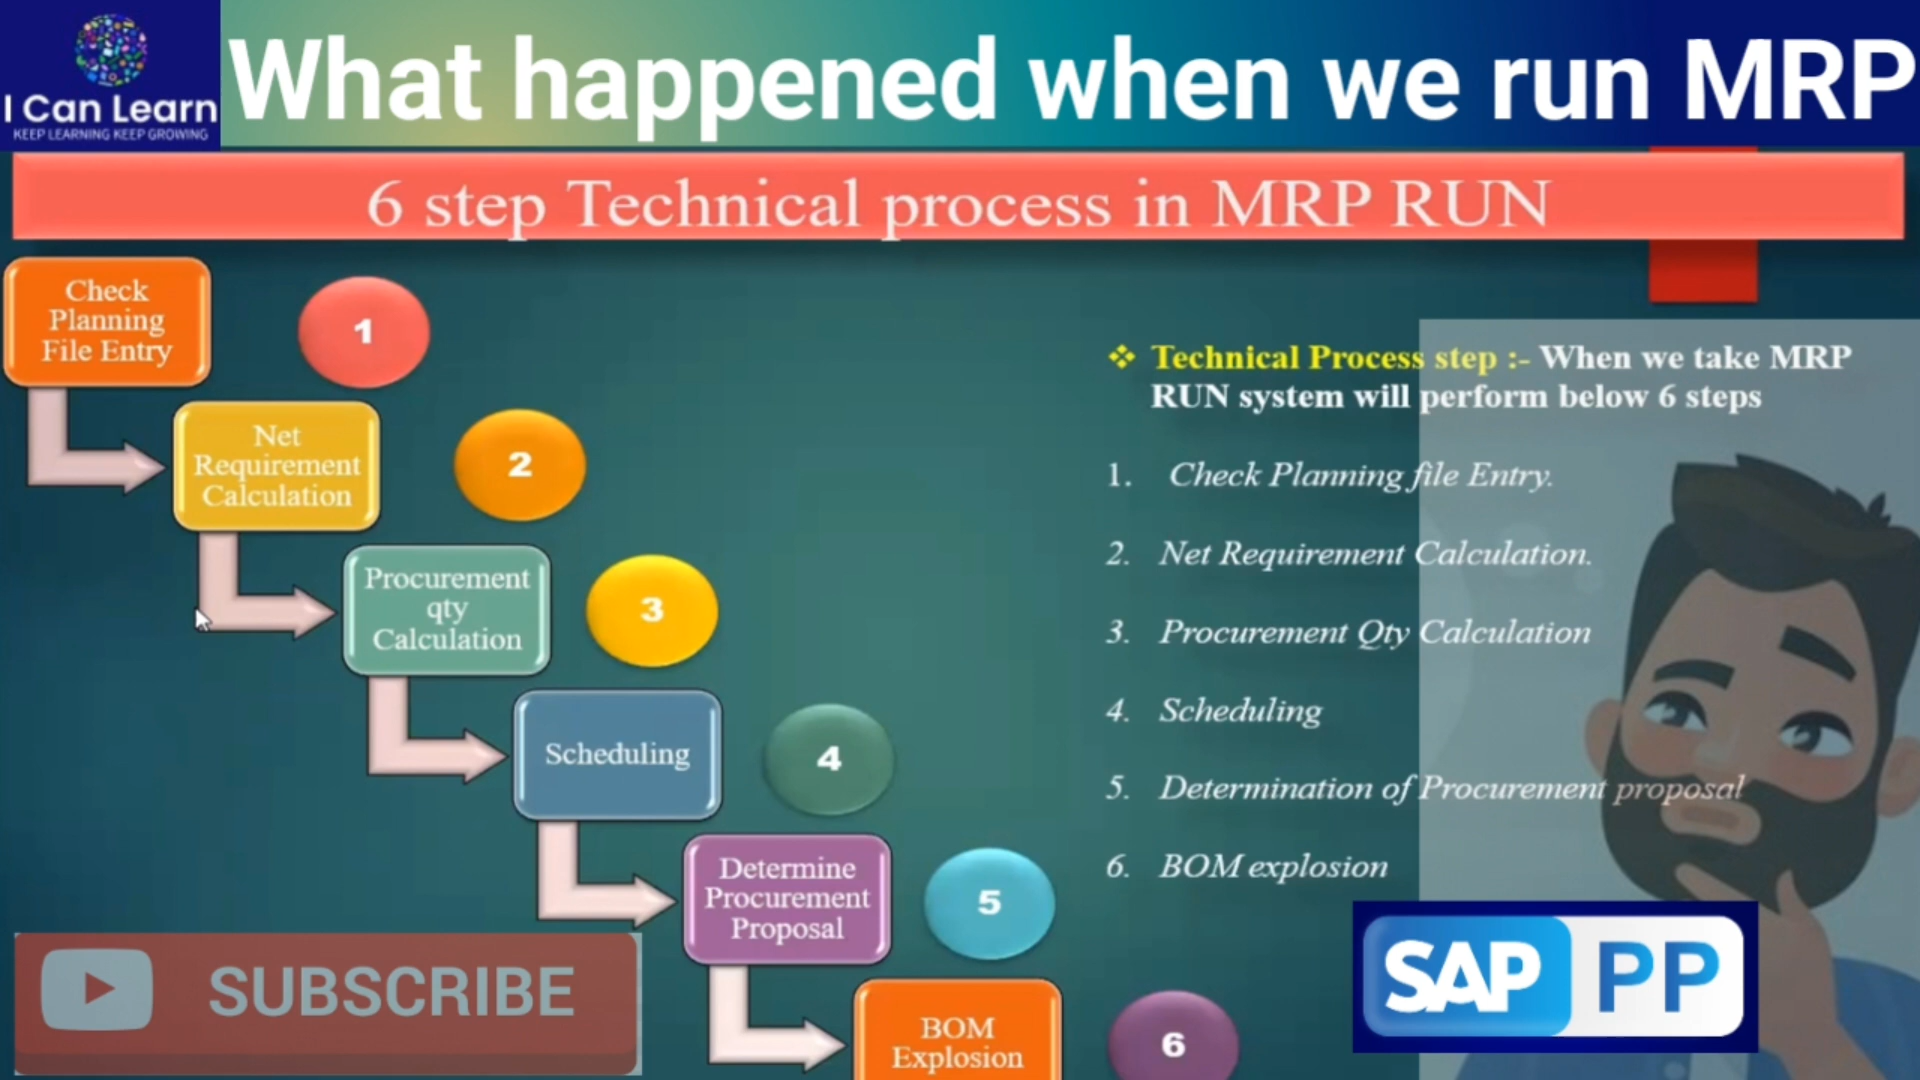 I Can Learn
KEEP LEARNING KEEP GROWING
What happened when we run MRP
6 step Technical process in MRP RUN
Check
Planning
File Entry
1
Net
Requirement
Calculation
2
Procurement
qty
Calculation
3
Scheduling
4
Determine
Procurement
Proposal
5
BOM
Explosion
6
❖ Technical Process step :- When we take MRP
RUN system will perform below 6 steps
1. Check Planning file Entry.
2. Net Requirement Calculation.
3. Procurement Qty Calculation
4. Scheduling
5. Determination of Procurement proposal
6. BOM explosion
SUBSCRIBE
SAP PP